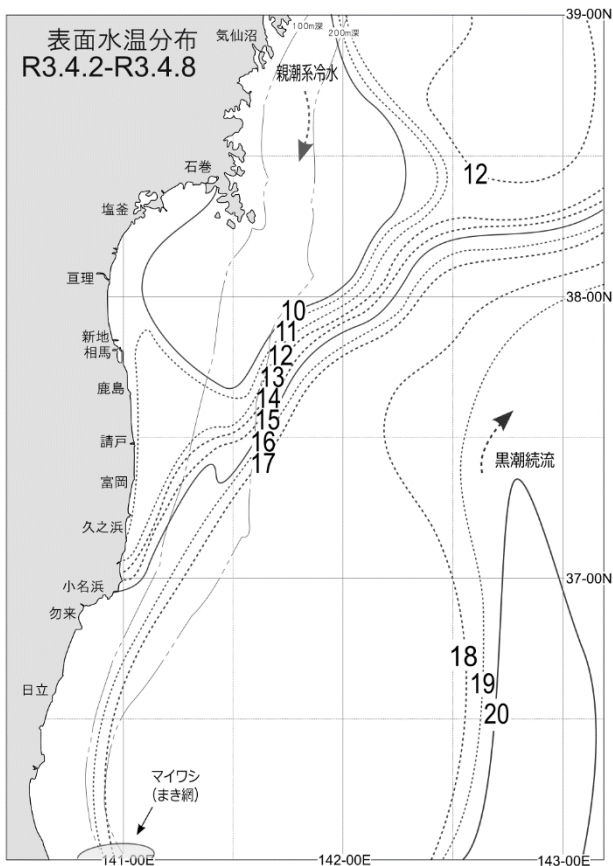 表面水温分布
R3.4.2-R3.4.8
気仙沼
100m深
200m深
39-00N
親潮系冷水
石巻
12
塩釜
亘理
38-00N
10
11
12
13
14
15
16
17
新地
相馬
鹿島
請戸
富岡
久之浜
黒潮続流
小名浜
37-00N
勿来
18
19
20
日立
マイワシ
(まき網)
141-00E
142-00E
143-00E